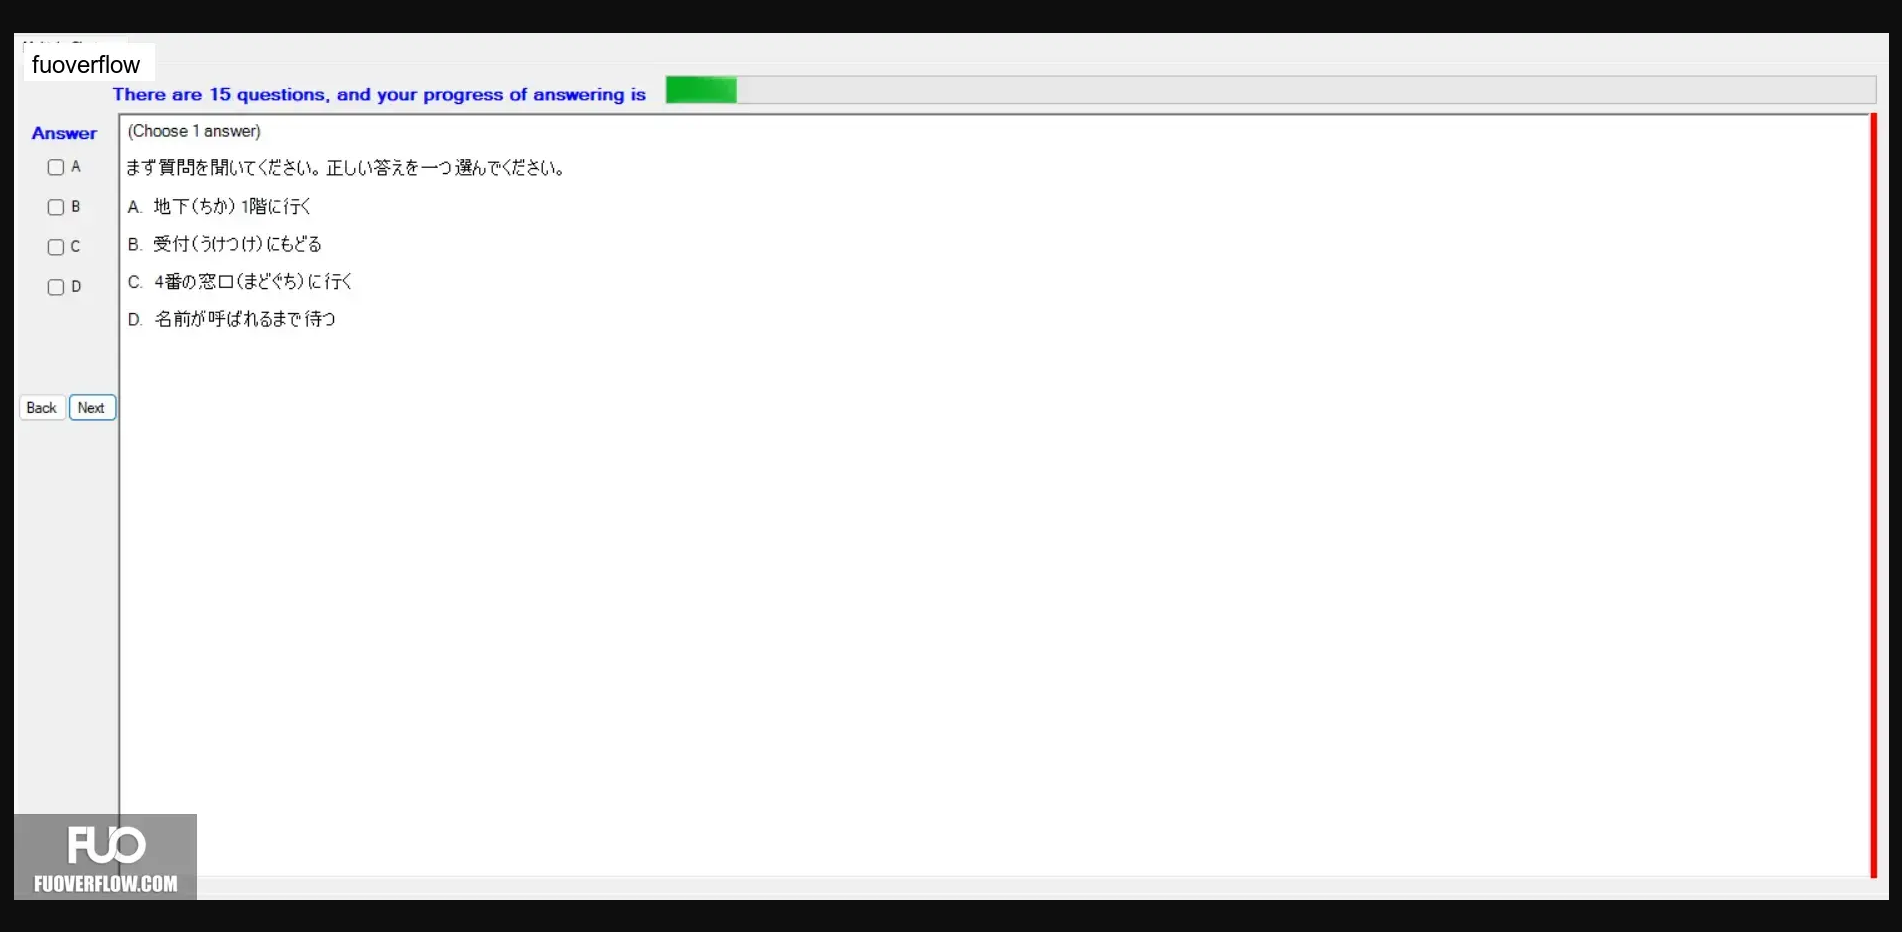 fuoverflow
There are 15 questions, and your progress of answering is
Answer
(Choose 1 answer)
A
まず質問を聞いてください。正しい答えを一つ選んでください。
B
A. 地下(ちか) 1階に行く
C
B. 受付(うけつけ)にもどる
D
C. 4番の窓口(まどぐち)に行く
D. 名前が呼ばれるまで待つ
Back Next
FUO
FUOVERFLOW.COM